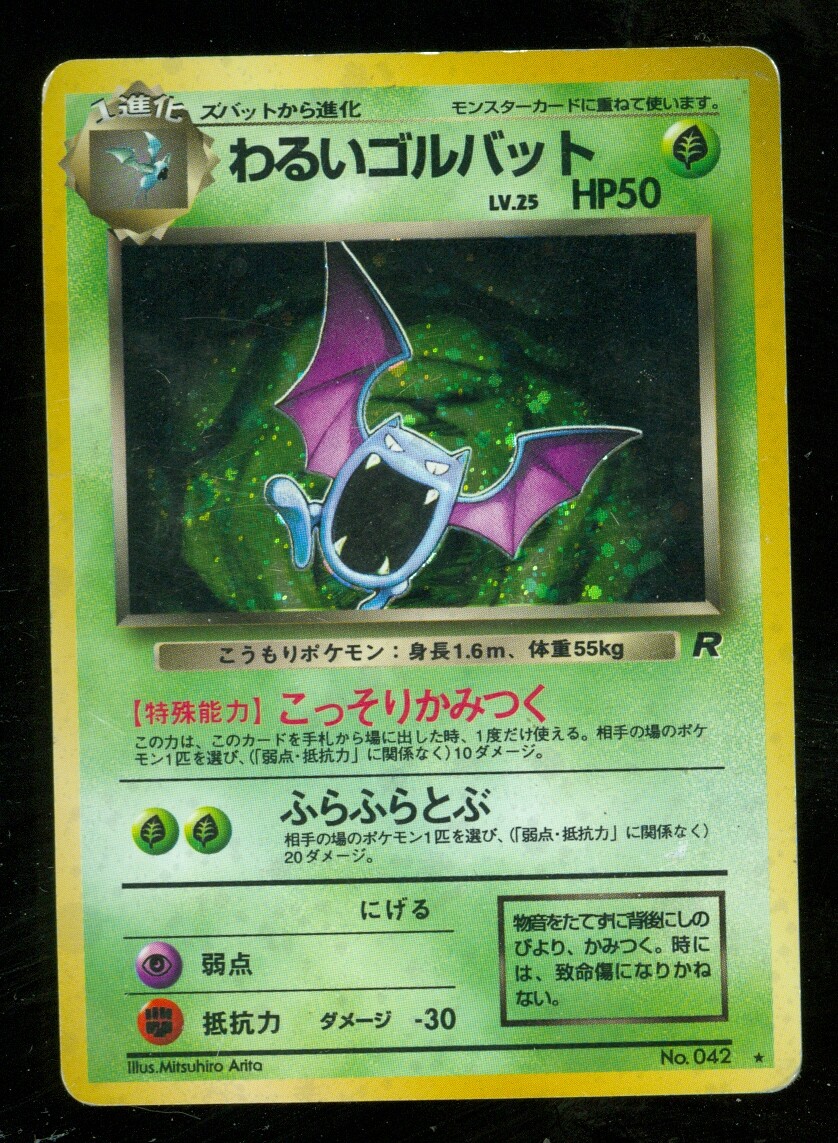 1進化 ズバットから進化 モンスターカードに重ねて使います。
わるいゴルバット
LV.25 HP50
こうもりポケモン：身長1.6m、体重55kg R
【特殊能力】こっそりかみつく
この力は、このカードを手札から場に出した時、1度だけ使える。相手の場のポケ
モン1匹を選び、(「弱点・抵抗力」に関係なく)10ダメージ。
ふらふらとぶ
相手の場のポケモン1匹を選び、(「弱点・抵抗力」に関係なく)
20ダメージ。
にげる
弱点
抵抗力 ダメージ -30
物音をたてずに背後にしの
びより、かみつく。時に
は、致命傷になりかね
ない。
Illus.Mitsuhiro Arita
No.042 ★